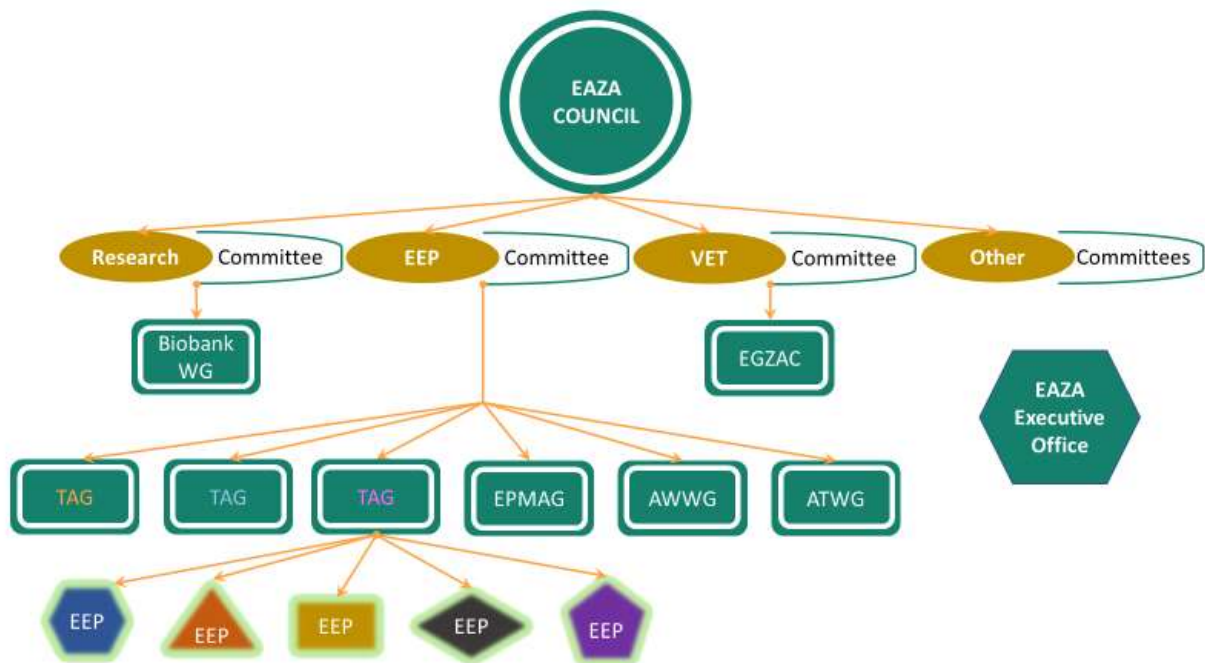 EAZA
COUNCIL
Research Committee
EEP Committee
VET Committee
Other Committees
Biobank
WG
EGZAC
EAZA
Executive
Office
TAG
TAG
TAG
EPMAG
AWWG
ATWG
EEP
EEP
EEP
EEP
EEP